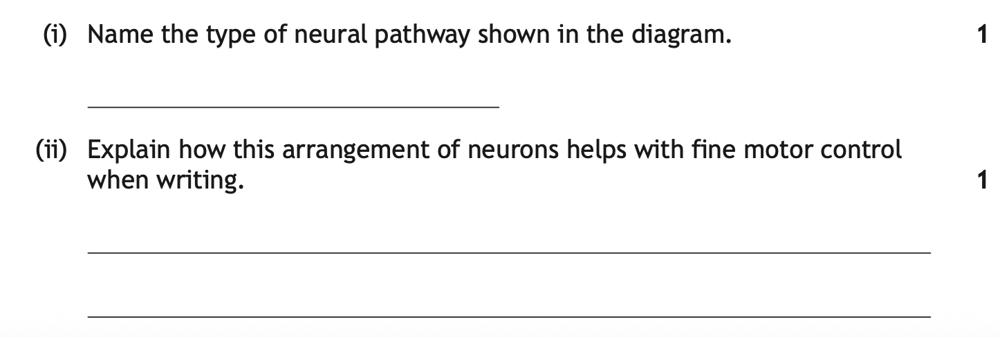 (i) Name the type of neural pathway shown in the diagram. 1
(ii) Explain how this arrangement of neurons helps with fine motor control
when writing. 1